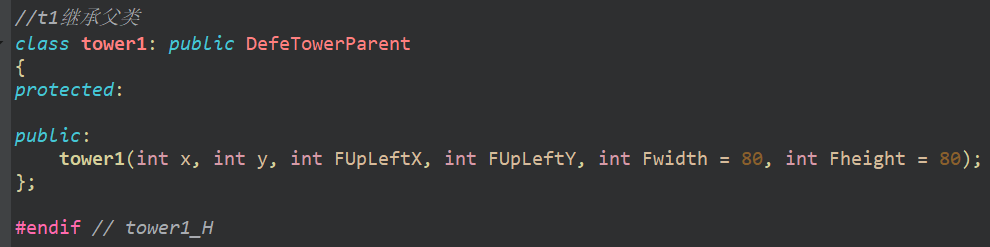 //t1继承父类
class tower1: public DefeTowerParent
{
protected:
public:
tower1(int x, int y, int FUpLeftX, int FUpLeftY, int Fwidth = 80, int Fheight = 80);
};
#endif // tower1_H